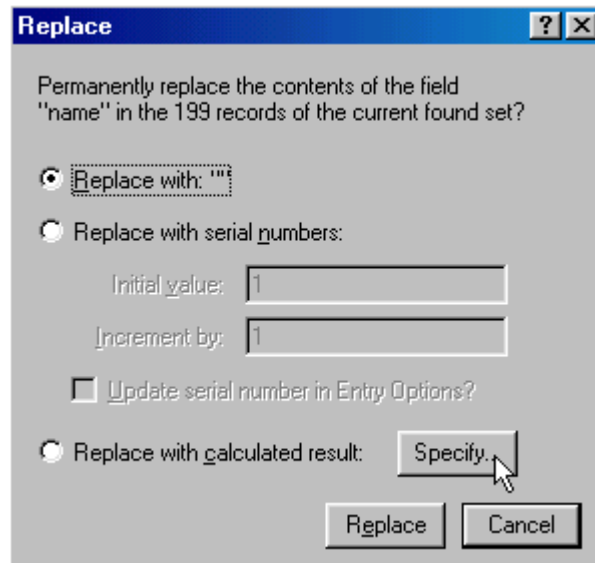 Replace
Permanently replace the contents of the field
"name" in the 199 records of the current found set?
Replace with: ""
Replace with serial numbers:
Initial value: 1
Increment by: 1
Update serial number in Entry Options?
Replace with calculated result: Specify...
Replace Cancel